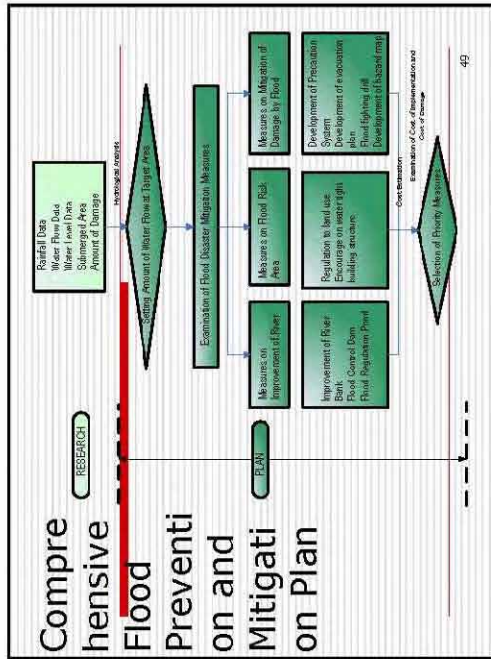 Compre
hensive
Flood
Preventi
on and
Mitigati
on Plan
RESEARCH
Rainfall Data
Water Flow Data
Water Level Data
Submerged Area
Amount of Damage
Hydrological Analysis
Setting Amount of Water Flow at Target Area
PLAN
Examination of Flood Disaster Mitigation Measures
Measures on
Improvement of River
Measures on Flood Risk
Area
Measures on Mitigation of
Damage by Flood
Improvement of River
Bank
Flood Control Dam
Flood Regulation Pond
Regulation to land use
Encourage on water tight
building structure
Development of Precaution
System
Development of evacuation
plan
Flood fighting drill
Development of hazard map
Cost Estimation
Examination of Cost of Implementation and
Cost of Damage
Selection of Priority Measures
49